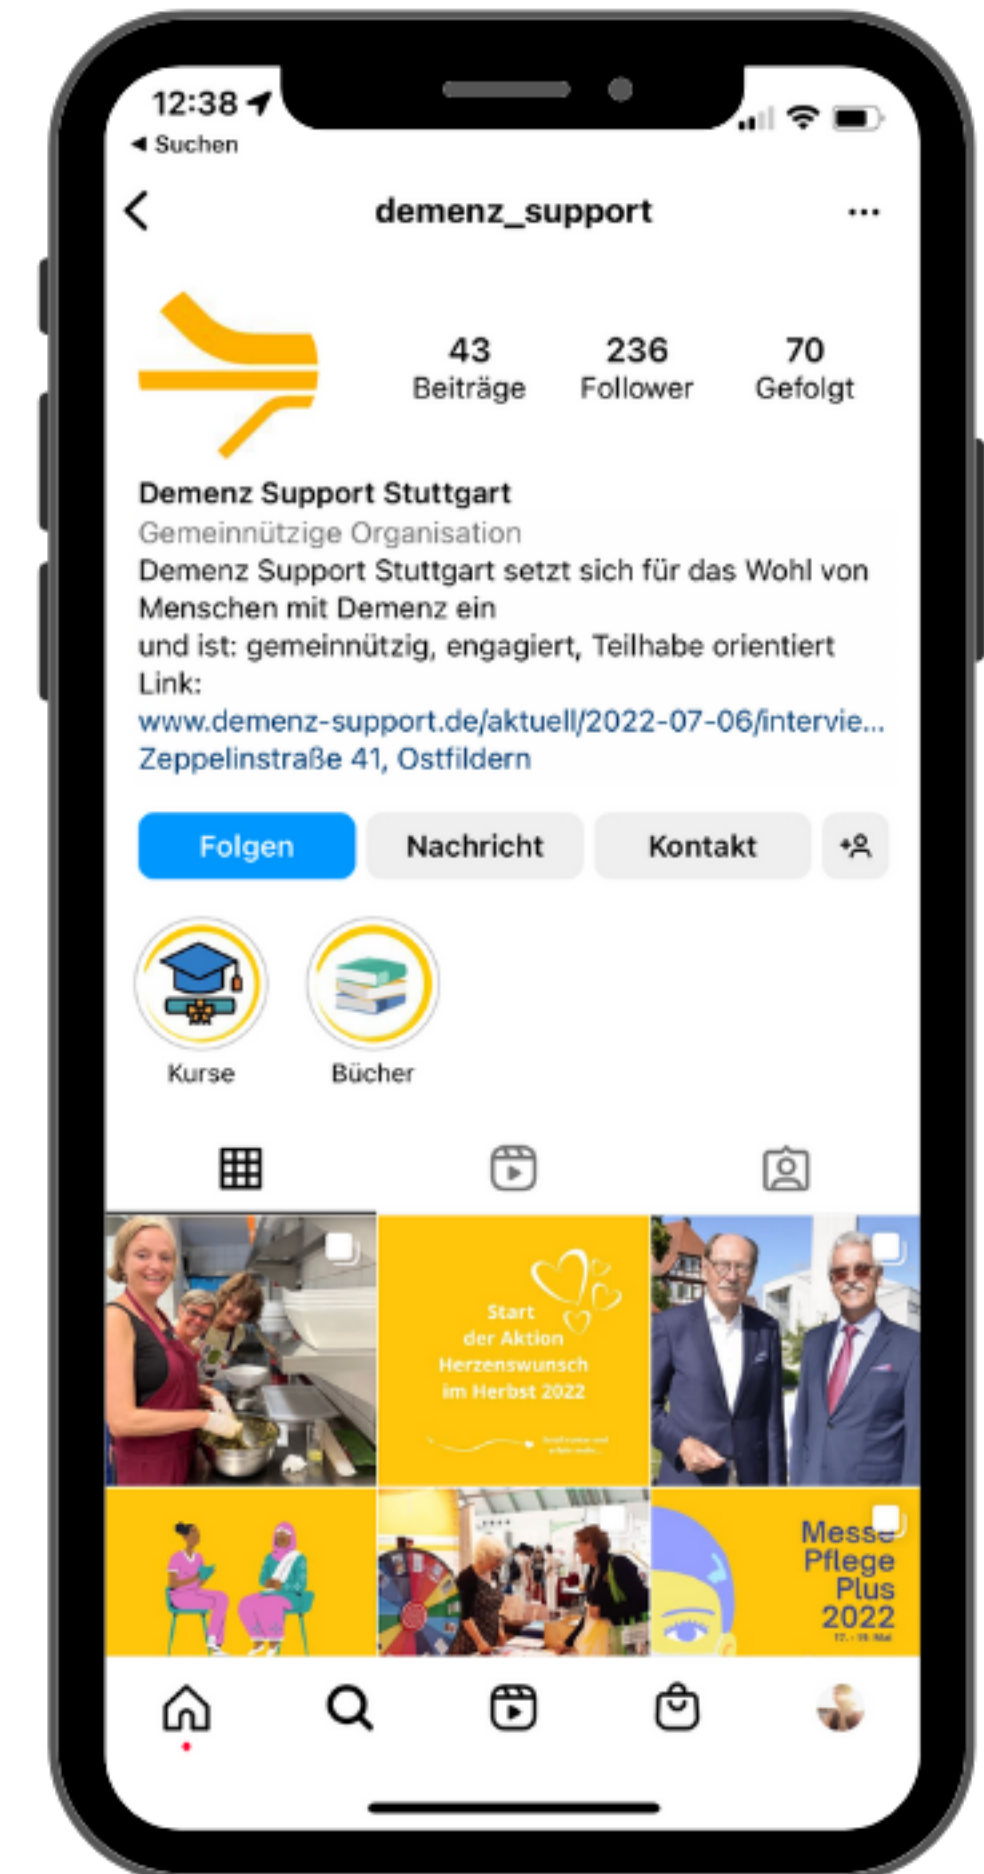 12:38
Suchen
demenz_support
43
Beiträge
236
Follower
70
Gefolgt
Demenz Support Stuttgart
Gemeinnützige Organisation
Demenz Support Stuttgart setzt sich für das Wohl von
Menschen mit Demenz ein
und ist: gemeinnützig, engagiert, Teilhabe orientiert
Link:
www.demenz-support.de/aktuell/2022-07-06/intervie...
Zeppelinstraße 41, Ostfildern
Folgen
Nachricht
Kontakt
Kurse
Bücher
Start
der Aktion
Herzenswunsch
im Herbst 2022
Messe
Pflege
Plus
2022